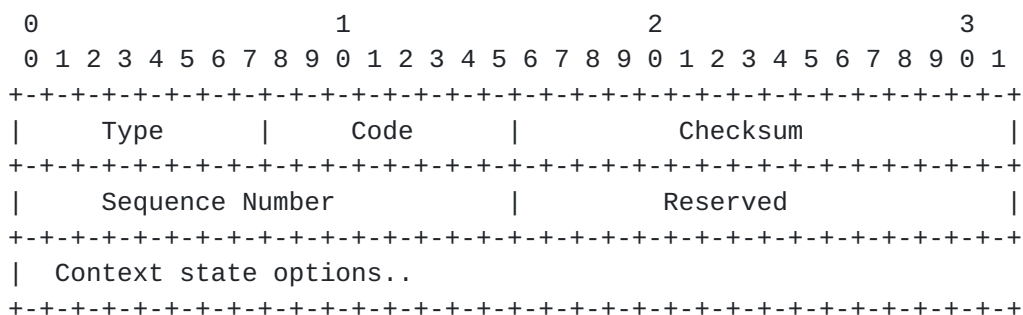 0                   1                   2                   3
 0 1 2 3 4 5 6 7 8 9 0 1 2 3 4 5 6 7 8 9 0 1 2 3 4 5 6 7 8 9 0 1
+-+-+-+-+-+-+-+-+-+-+-+-+-+-+-+-+-+-+-+-+-+-+-+-+-+-+-+-+-+-+-+-+
|     Type      |     Code      |          Checksum             |
+-+-+-+-+-+-+-+-+-+-+-+-+-+-+-+-+-+-+-+-+-+-+-+-+-+-+-+-+-+-+-+-+
|     Sequence Number           |         Reserved              |
+-+-+-+-+-+-+-+-+-+-+-+-+-+-+-+-+-+-+-+-+-+-+-+-+-+-+-+-+-+-+-+-+
|  Context state options..
+-+-+-+-+-+-+-+-+-+-+-+-+-+-+-+-+-+-+-+-+-+-+-+-+-+-+-+-+-+-+-+-+